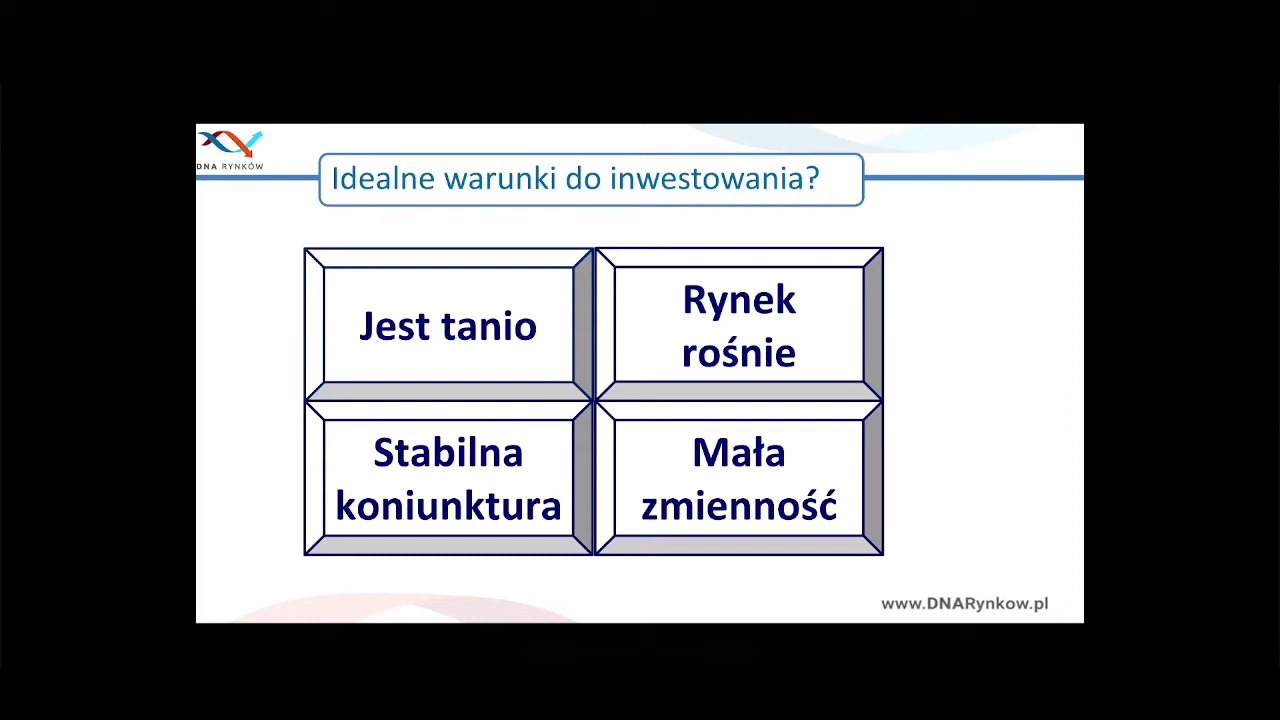 DNA RYNKÓW
Idealne warunki do inwestowania?
Jest tanio
Rynek
rośnie
Stabilna
koniunktura
Mała
zmienność
www.DNARynkow.pl